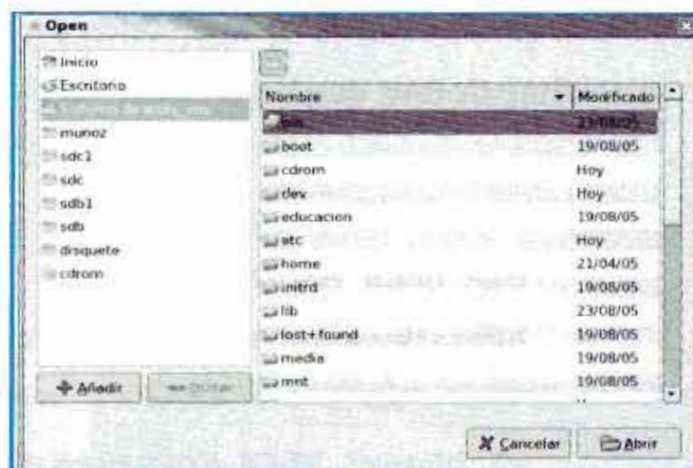 Open
Inicio
Escritorio
munoz
sdc1
sdc
sdb1
sdb
disquete
cdrom
Añadir
Nombre Modificado
bin 23/08/05
boot 19/08/05
cdrom Hoy
dev Hoy
educacion 19/08/05
etc Hoy
home 21/04/05
initrd 19/08/05
lib 23/08/05
lost+found 19/08/05
media 19/08/05
mnt 19/08/05
Cancelar Abrir